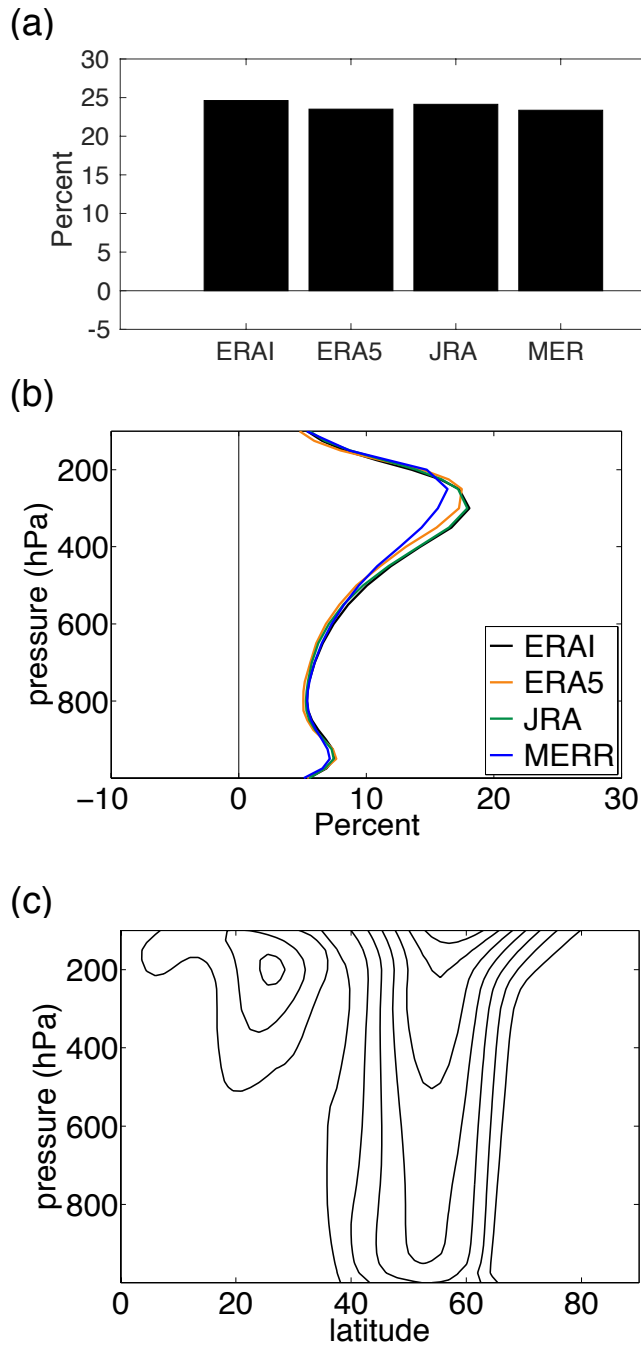 (a)
30
25
20
15
10
5
0
-5
Percent
ERAI ERA5 JRA MER
(b)
200
400
600
800
pressure (hPa)
ERAI
ERA5
JRA
MERR
−10 0 10 20 30
Percent
(c)
200
400
600
800
pressure (hPa)
0 20 40 60 80
latitude